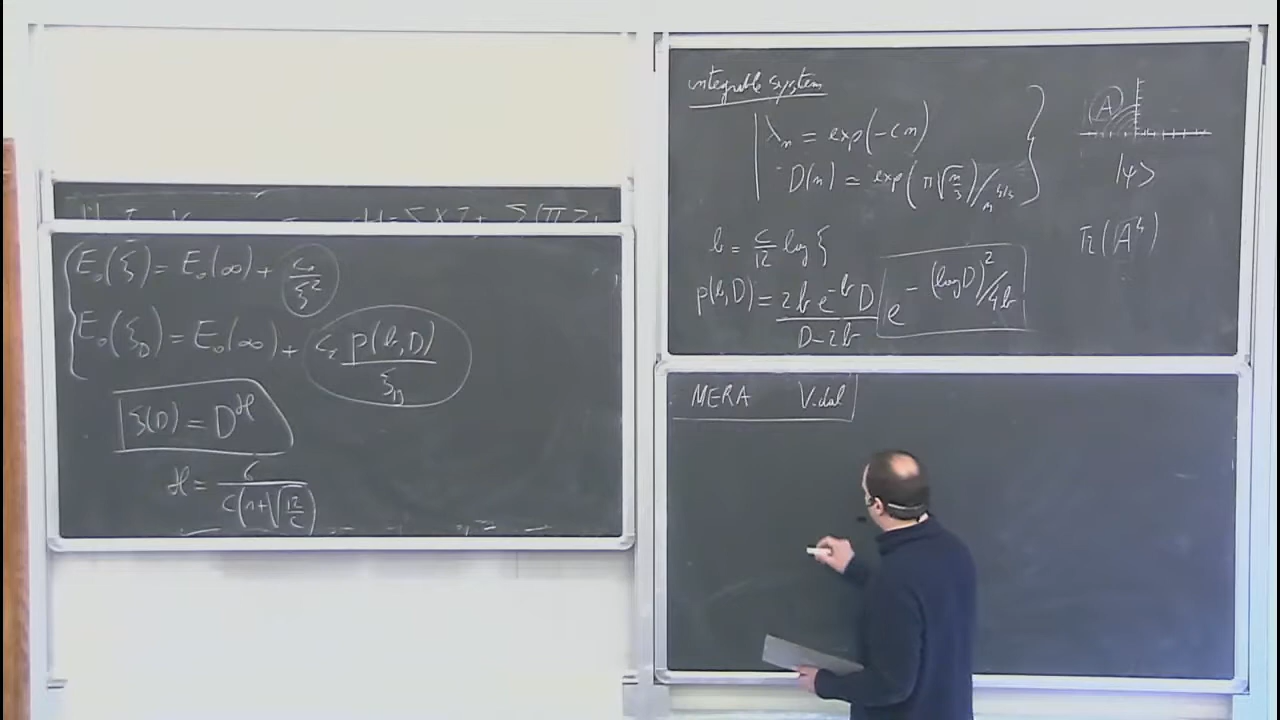 E₀(ξ) = E₀(∞) + c₁/ξ²
E₀(ξ_D) = E₀(∞) + c₂ p(b,D)/ξ_D
ξ(D) = D^ϰ
ϰ = 6/(c(1+√(12/c)))
integrable system
λ_n = exp(-cn)
D(n) ≃ exp(π√(n/3))/n^{4/3}
b = c/12 log ξ
p(b,D) = 2b e^{-b} D/(D-2b) e^{-(log D)²/4b}
A
|ψ>
Tr(A⁴)
MERA Vidal